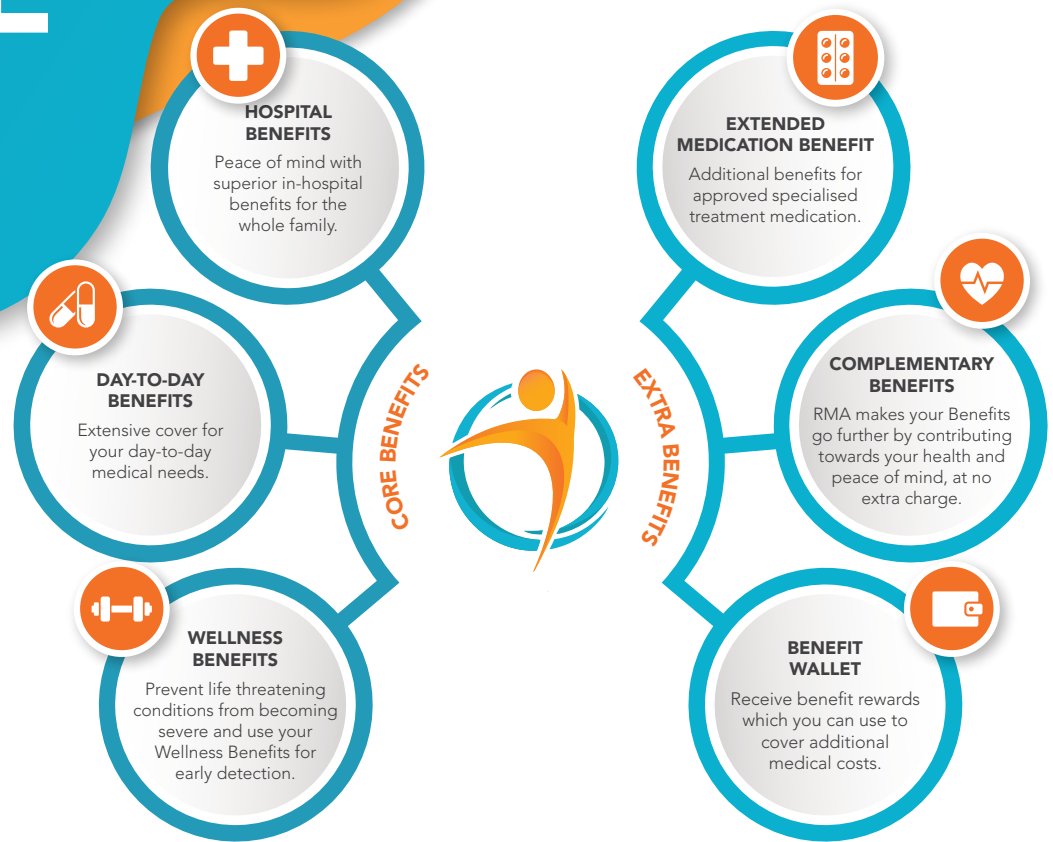 HOSPITAL
BENEFITS
Peace of mind with
superior in-hospital
benefits for the
whole family.
DAY-TO-DAY
BENEFITS
Extensive cover for
your day-to-day
medical needs.
WELLNESS
BENEFITS
Prevent life threatening
conditions from becoming
severe and use your
Wellness Benefits for
early detection.
CORE BENEFITS
EXTRA BENEFITS
EXTENDED
MEDICATION BENEFIT
Additional benefits for
approved specialised
treatment medication.
COMPLEMENTARY
BENEFITS
RMA makes your Benefits
go further by contributing
towards your health and
peace of mind, at no
extra charge.
BENEFIT
WALLET
Receive benefit rewards
which you can use to
cover additional
medical costs.